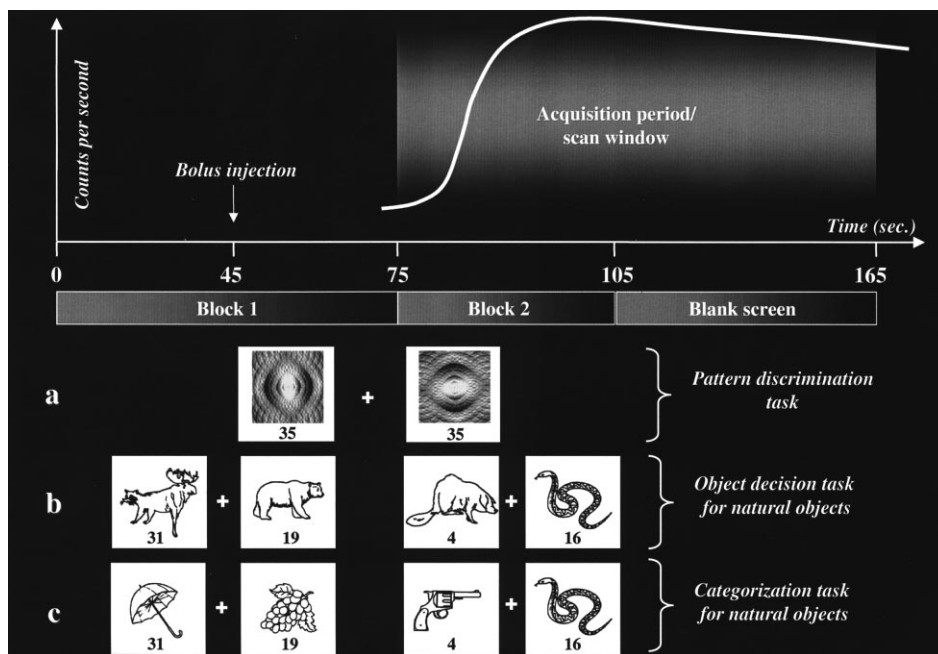 Counts per second
Bolus injection
Acquisition period/
scan window
Time (sec.)
0 45 75 105 165
Block 1 Block 2 Blank screen
a
35 + 35
Pattern discrimination
task
b
31 + 19 4 + 16
Object decision task
for natural objects
c
31 + 19 4 + 16
Categorization task
for natural objects